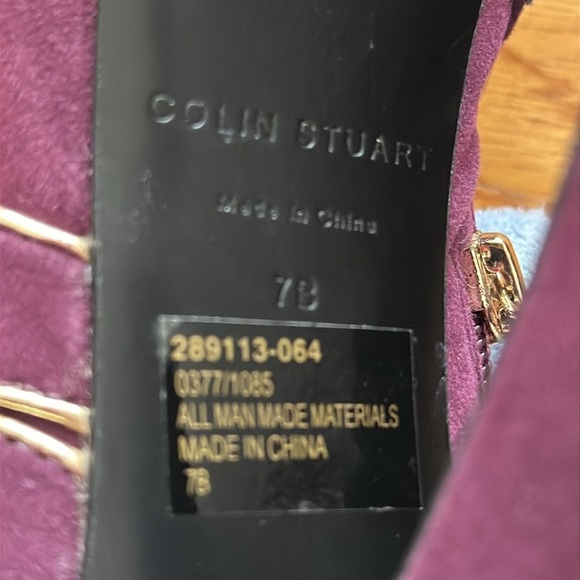 COLIN STUART
Made in China
7B
289113-064
0377/1085
ALL MAN MADE MATERIALS
MADE IN CHINA
7B